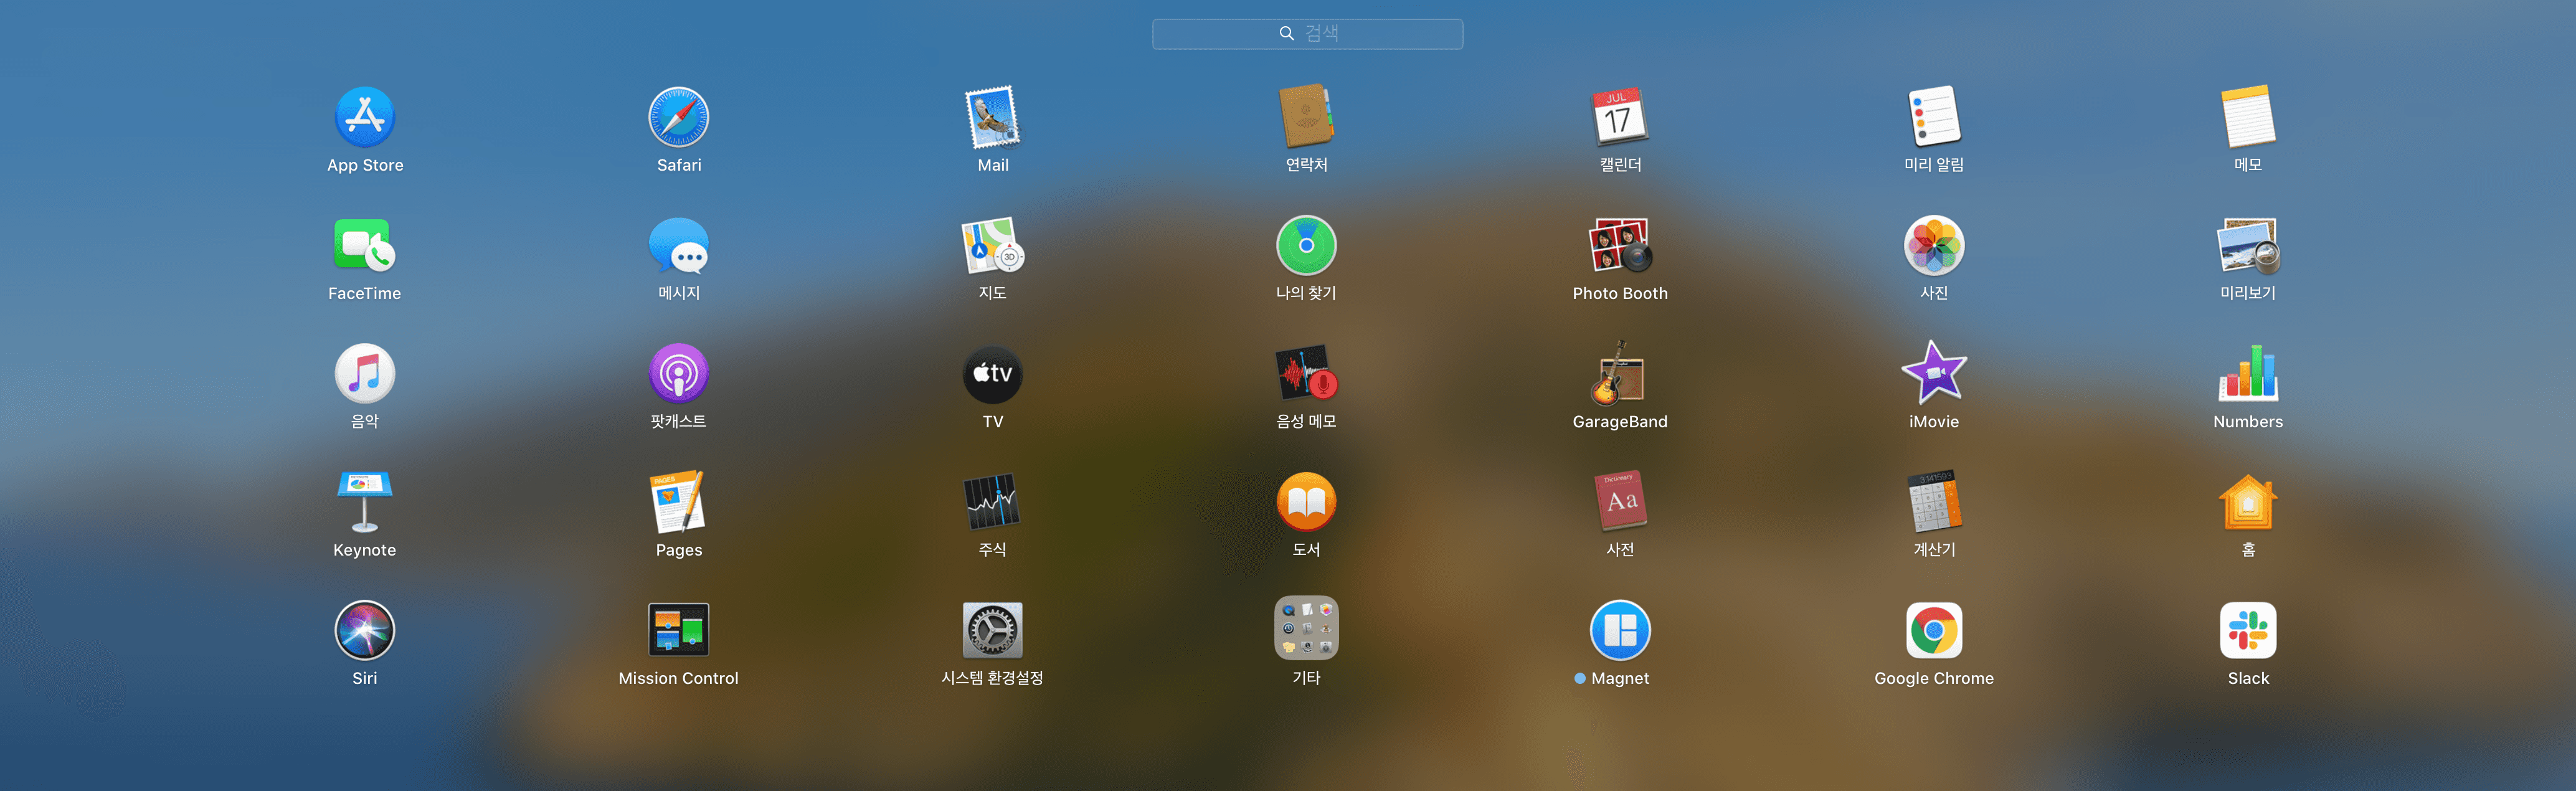 검색
App Store
Safari
Mail
연락처
JUL
17
캘린더
미리 알림
메모
FaceTime
메시지
3D
지도
나의 찾기
Photo Booth
사진
미리보기
음악
팟캐스트
tv
TV
음성 메모
GarageBand
iMovie
Numbers
Keynote
PAGES
Pages
주식
도서
Dictionary
Aa
사전
계산기
홈
Siri
Mission Control
시스템 환경설정
기타
Magnet
Google Chrome
Slack